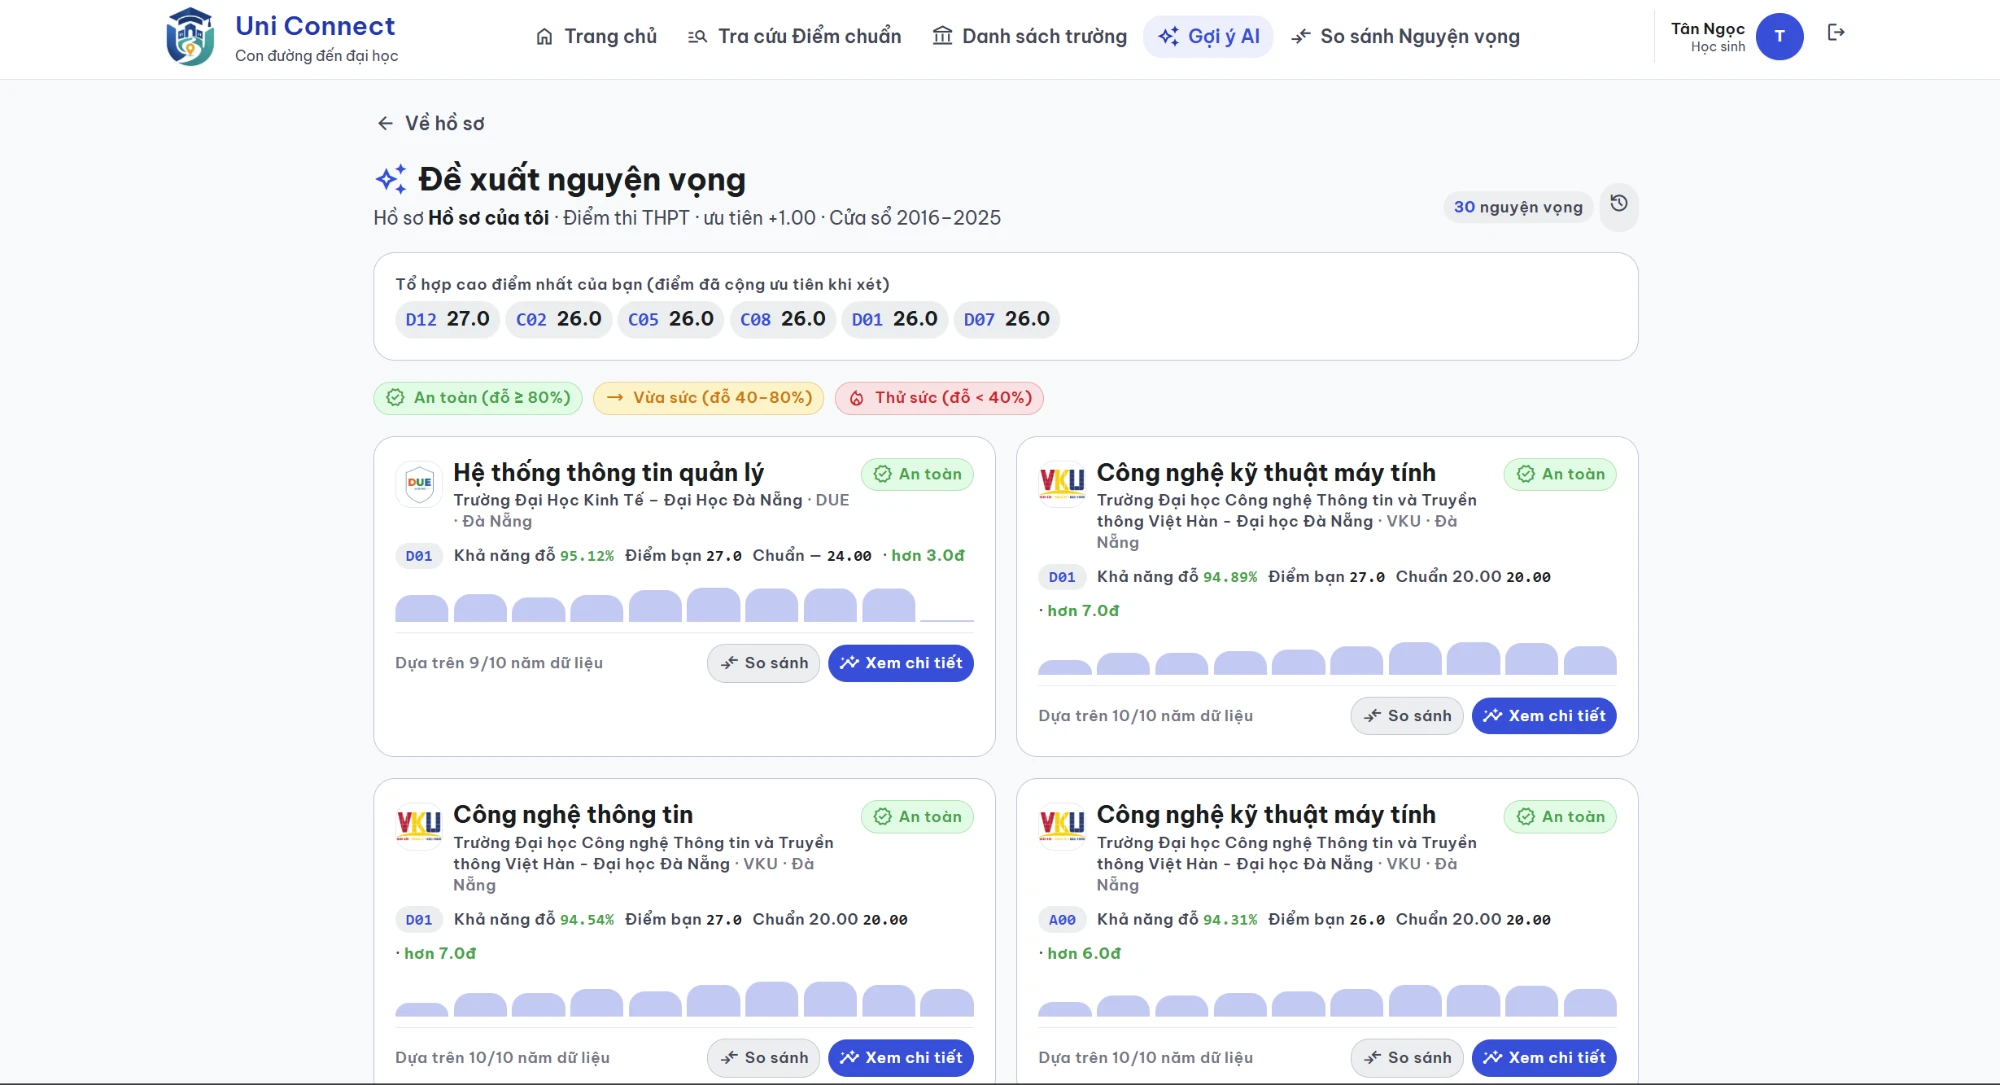 Uni Connect
Con đường đến đại học
Trang chủ
Tra cứu Điểm chuẩn
Danh sách trường
Gợi ý AI
So sánh Nguyện vọng
Tân Ngọc
Học sinh
T
Về hồ sơ
Đề xuất nguyện vọng
Hồ sơ Hồ sơ của tôi · Điểm thi THPT · ưu tiên +1.00 · Cửa sổ 2016–2025
30 nguyện vọng
Tổ hợp cao điểm nhất của bạn (điểm đã cộng ưu tiên khi xét)
D12 27.0 C02 26.0 C05 26.0 C08 26.0 D01 26.0 D07 26.0
An toàn (đỗ ≥ 80%)
Vừa sức (đỗ 40–80%)
Thử sức (đỗ < 40%)
DUE
Hệ thống thông tin quản lý
An toàn
Trường Đại Học Kinh Tế – Đại Học Đà Nẵng · DUE
· Đà Nẵng
D01 Khả năng đỗ 95.12% Điểm bạn 27.0 Chuẩn — 24.00 · hơn 3.0đ
Dựa trên 9/10 năm dữ liệu
So sánh
Xem chi tiết
VKU
Công nghệ kỹ thuật máy tính
An toàn
Trường Đại học Công nghệ Thông tin và Truyền
thông Việt Hàn - Đại học Đà Nẵng · VKU · Đà
Nẵng
D01 Khả năng đỗ 94.89% Điểm bạn 27.0 Chuẩn 20.00 20.00
· hơn 7.0đ
Dựa trên 10/10 năm dữ liệu
So sánh
Xem chi tiết
VKU
Công nghệ thông tin
An toàn
Trường Đại học Công nghệ Thông tin và Truyền
thông Việt Hàn - Đại học Đà Nẵng · VKU · Đà
Nẵng
D01 Khả năng đỗ 94.54% Điểm bạn 27.0 Chuẩn 20.00 20.00
· hơn 7.0đ
Dựa trên 10/10 năm dữ liệu
So sánh
Xem chi tiết
VKU
Công nghệ kỹ thuật máy tính
An toàn
Trường Đại học Công nghệ Thông tin và Truyền
thông Việt Hàn - Đại học Đà Nẵng · VKU · Đà
Nẵng
A00 Khả năng đỗ 94.31% Điểm bạn 26.0 Chuẩn 20.00 20.00
· hơn 6.0đ
Dựa trên 10/10 năm dữ liệu
So sánh
Xem chi tiết